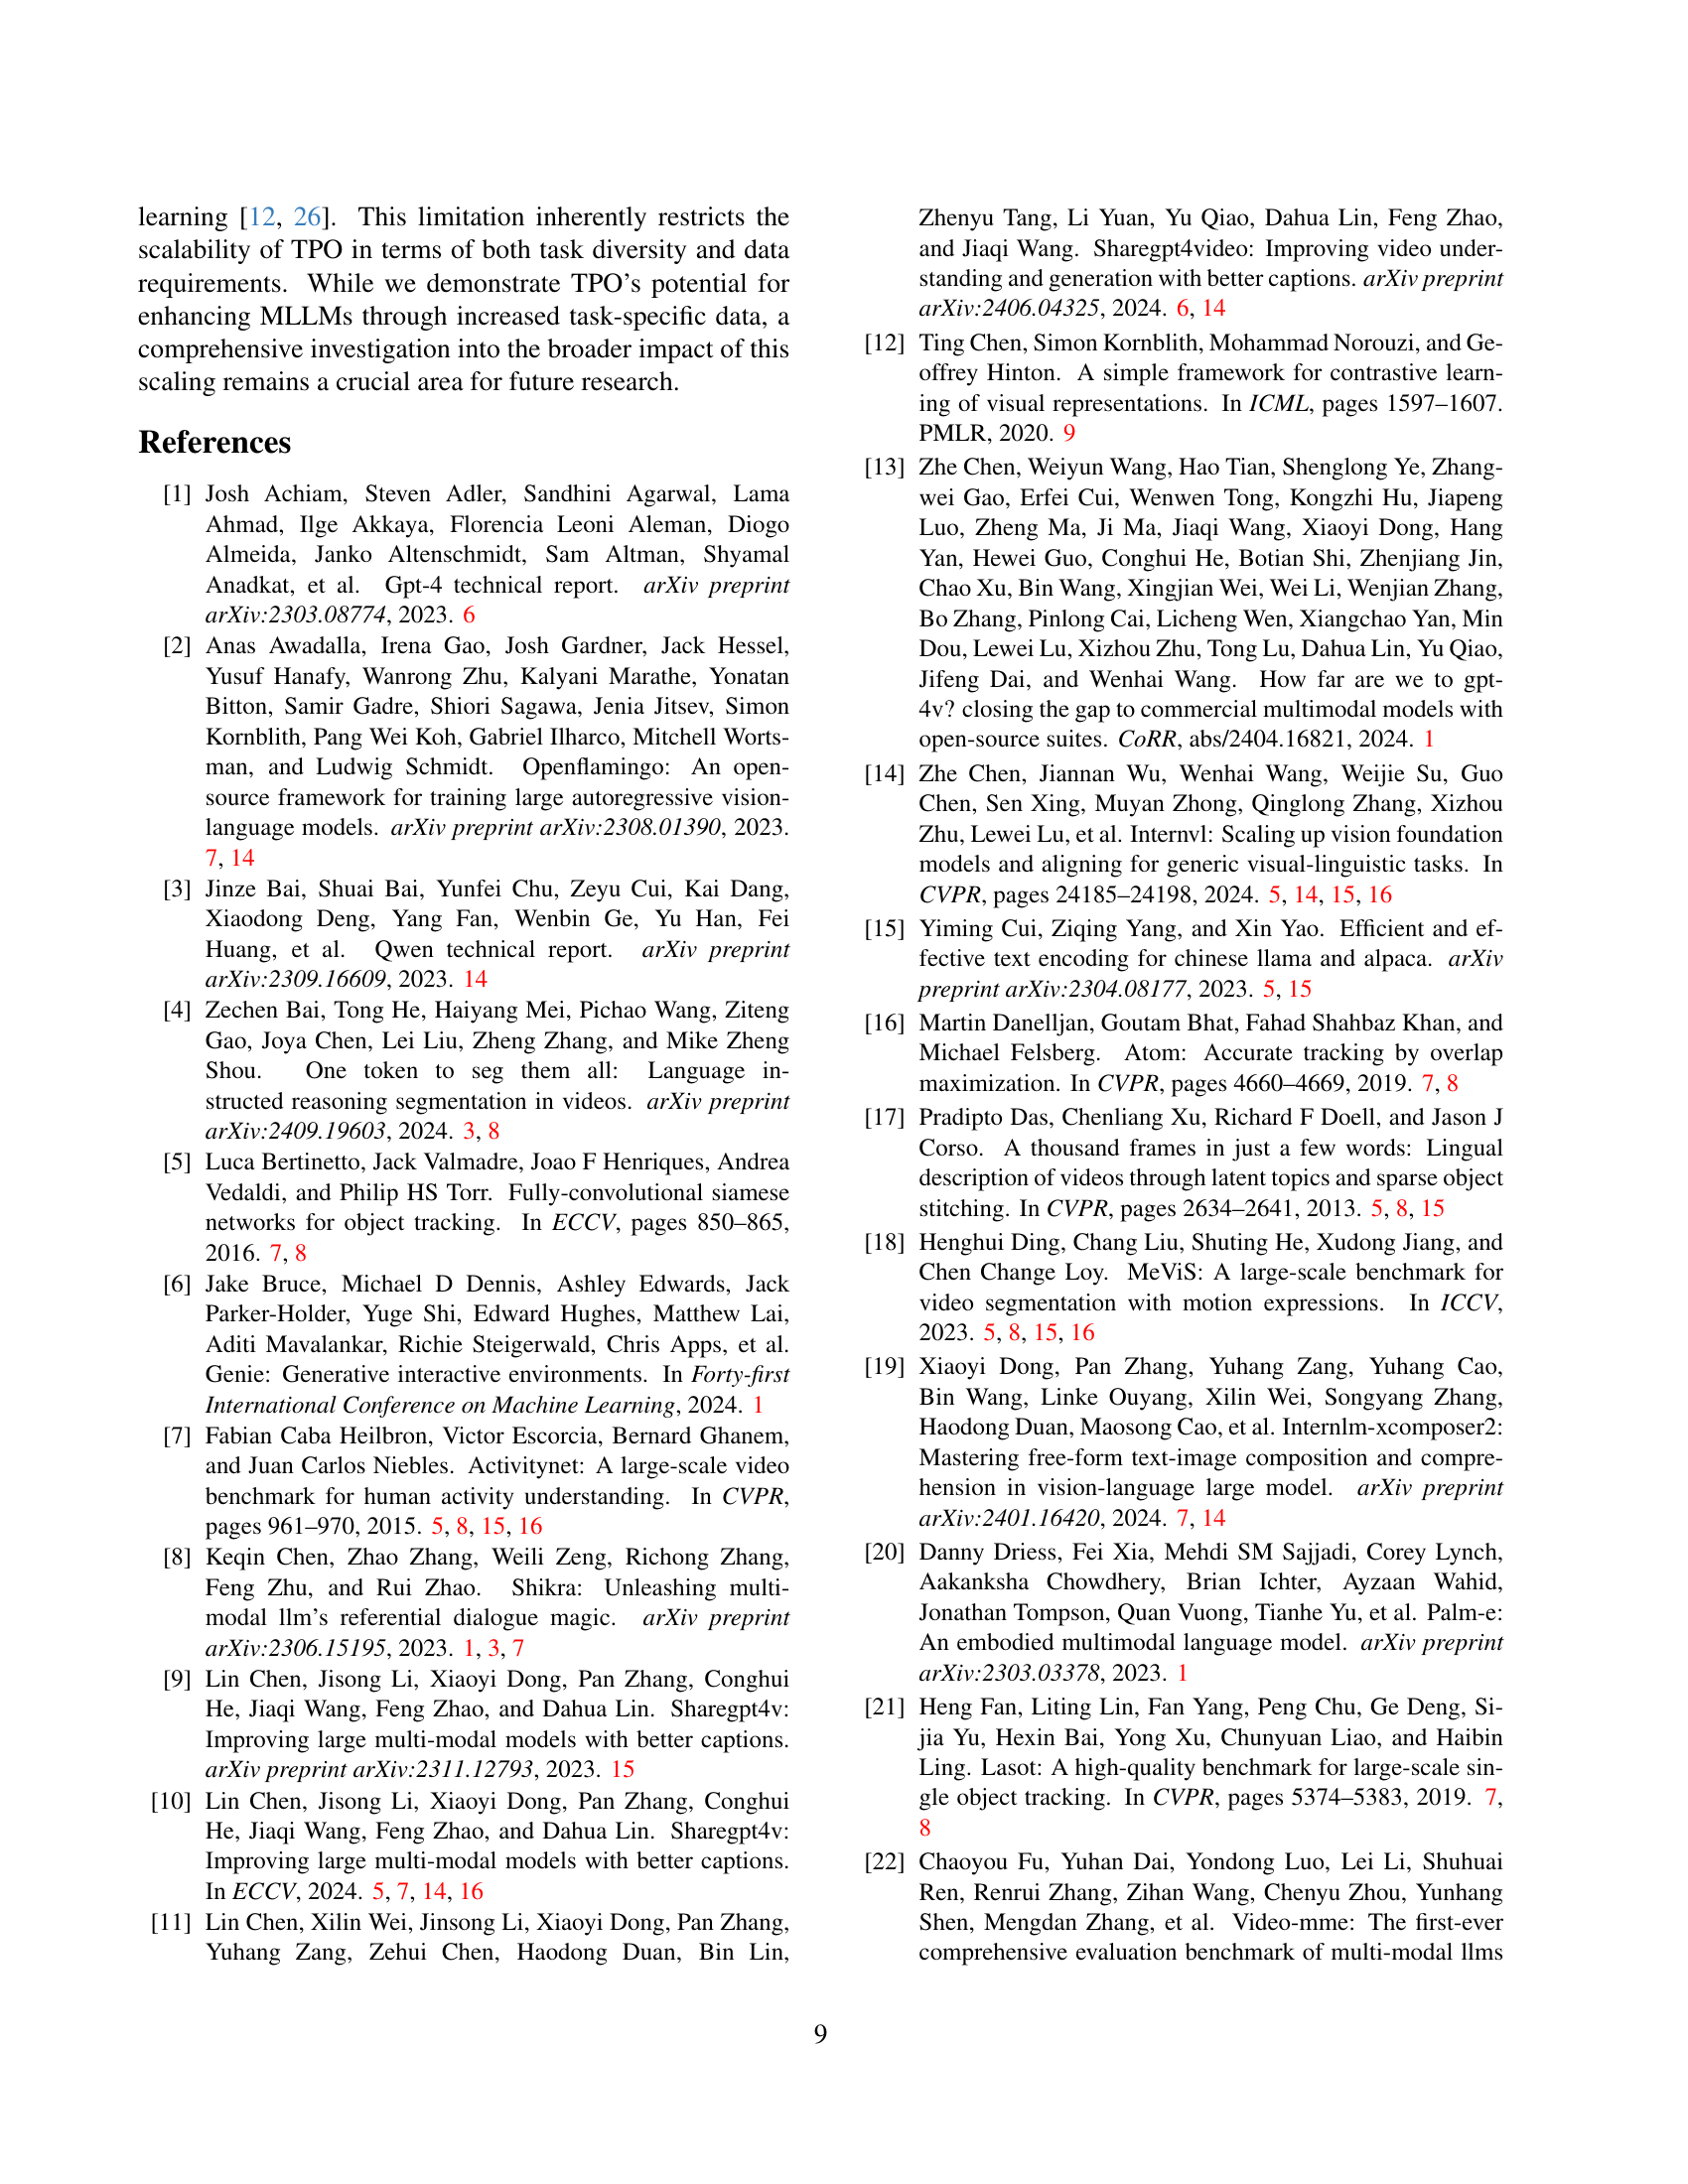 learning [12, 26]. This limitation inherently restricts the
scalability of TPO in terms of both task diversity and data
requirements. While we demonstrate TPO's potential for
enhancing MLLMs through increased task-specific data, a
comprehensive investigation into the broader impact of this
scaling remains a crucial area for future research.
References
[1] Josh Achiam, Steven Adler, Sandhini Agarwal, Lama
Ahmad, Ilge Akkaya, Florencia Leoni Aleman, Diogo
Almeida, Janko Altenschmidt, Sam Altman, Shyamal
Anadkat, et al. Gpt-4 technical report. arXiv preprint
arXiv:2303.08774, 2023. 6
[2] Anas Awadalla, Irena Gao, Josh Gardner, Jack Hessel,
Yusuf Hanafy, Wanrong Zhu, Kalyani Marathe, Yonatan
Bitton, Samir Gadre, Shiori Sagawa, Jenia Jitsev, Simon
Kornblith, Pang Wei Koh, Gabriel Ilharco, Mitchell Worts-
man, and Ludwig Schmidt. Openflamingo: An open-
source framework for training large autoregressive vision-
language models. arXiv preprint arXiv:2308.01390, 2023.
7, 14
[3] Jinze Bai, Shuai Bai, Yunfei Chu, Zeyu Cui, Kai Dang,
Xiaodong Deng, Yang Fan, Wenbin Ge, Yu Han, Fei
Huang, et al. Qwen technical report. arXiv preprint
arXiv:2309.16609, 2023. 14
[4] Zechen Bai, Tong He, Haiyang Mei, Pichao Wang, Ziteng
Gao, Joya Chen, Lei Liu, Zheng Zhang, and Mike Zheng
Shou. One token to seg them all: Language in-
structed reasoning segmentation in videos. arXiv preprint
arXiv:2409.19603, 2024. 3, 8
[5] Luca Bertinetto, Jack Valmadre, Joao F Henriques, Andrea
Vedaldi, and Philip HS Torr. Fully-convolutional siamese
networks for object tracking. In ECCV, pages 850–865,
2016. 7, 8
[6] Jake Bruce, Michael D Dennis, Ashley Edwards, Jack
Parker-Holder, Yuge Shi, Edward Hughes, Matthew Lai,
Aditi Mavalankar, Richie Steigerwald, Chris Apps, et al.
Genie: Generative interactive environments. In Forty-first
International Conference on Machine Learning, 2024. 1
[7] Fabian Caba Heilbron, Victor Escorcia, Bernard Ghanem,
and Juan Carlos Niebles. Activitynet: A large-scale video
benchmark for human activity understanding. In CVPR,
pages 961–970, 2015. 5, 8, 15, 16
[8] Keqin Chen, Zhao Zhang, Weili Zeng, Richong Zhang,
Feng Zhu, and Rui Zhao. Shikra: Unleashing multi-
modal llm's referential dialogue magic. arXiv preprint
arXiv:2306.15195, 2023. 1, 3, 7
[9] Lin Chen, Jisong Li, Xiaoyi Dong, Pan Zhang, Conghui
He, Jiaqi Wang, Feng Zhao, and Dahua Lin. Sharegpt4v:
Improving large multi-modal models with better captions.
arXiv preprint arXiv:2311.12793, 2023. 15
[10] Lin Chen, Jisong Li, Xiaoyi Dong, Pan Zhang, Conghui
He, Jiaqi Wang, Feng Zhao, and Dahua Lin. Sharegpt4v:
Improving large multi-modal models with better captions.
In ECCV, 2024. 5, 7, 14, 16
[11] Lin Chen, Xilin Wei, Jinsong Li, Xiaoyi Dong, Pan Zhang,
Yuhang Zang, Zehui Chen, Haodong Duan, Bin Lin,
Zhenyu Tang, Li Yuan, Yu Qiao, Dahua Lin, Feng Zhao,
and Jiaqi Wang. Sharegpt4video: Improving video under-
standing and generation with better captions. arXiv preprint
arXiv:2406.04325, 2024. 6, 14
[12] Ting Chen, Simon Kornblith, Mohammad Norouzi, and Ge-
offrey Hinton. A simple framework for contrastive learn-
ing of visual representations. In ICML, pages 1597–1607.
PMLR, 2020. 9
[13] Zhe Chen, Weiyun Wang, Hao Tian, Shenglong Ye, Zhang-
wei Gao, Erfei Cui, Wenwen Tong, Kongzhi Hu, Jiapeng
Luo, Zheng Ma, Ji Ma, Jiaqi Wang, Xiaoyi Dong, Hang
Yan, Hewei Guo, Conghui He, Botian Shi, Zhenjiang Jin,
Chao Xu, Bin Wang, Xingjian Wei, Wei Li, Wenjian Zhang,
Bo Zhang, Pinlong Cai, Licheng Wen, Xiangchao Yan, Min
Dou, Lewei Lu, Xizhou Zhu, Tong Lu, Dahua Lin, Yu Qiao,
Jifeng Dai, and Wenhai Wang. How far are we to gpt-
4v? closing the gap to commercial multimodal models with
open-source suites. CoRR, abs/2404.16821, 2024. 1
[14] Zhe Chen, Jiannan Wu, Wenhai Wang, Weijie Su, Guo
Chen, Sen Xing, Muyan Zhong, Qinglong Zhang, Xizhou
Zhu, Lewei Lu, et al. Internvl: Scaling up vision foundation
models and aligning for generic visual-linguistic tasks. In
CVPR, pages 24185–24198, 2024. 5, 14, 15, 16
[15] Yiming Cui, Ziqing Yang, and Xin Yao. Efficient and ef-
fective text encoding for chinese llama and alpaca. arXiv
preprint arXiv:2304.08177, 2023. 5, 15
[16] Martin Danelljan, Goutam Bhat, Fahad Shahbaz Khan, and
Michael Felsberg. Atom: Accurate tracking by overlap
maximization. In CVPR, pages 4660–4669, 2019. 7, 8
[17] Pradipto Das, Chenliang Xu, Richard F Doell, and Jason J
Corso. A thousand frames in just a few words: Lingual
description of videos through latent topics and sparse object
stitching. In CVPR, pages 2634–2641, 2013. 5, 8, 15
[18] Henghui Ding, Chang Liu, Shuting He, Xudong Jiang, and
Chen Change Loy. MeViS: A large-scale benchmark for
video segmentation with motion expressions. In ICCV,
2023. 5, 8, 15, 16
[19] Xiaoyi Dong, Pan Zhang, Yuhang Zang, Yuhang Cao,
Bin Wang, Linke Ouyang, Xilin Wei, Songyang Zhang,
Haodong Duan, Maosong Cao, et al. Internlm-xcomposer2:
Mastering free-form text-image composition and compre-
hension in vision-language large model. arXiv preprint
arXiv:2401.16420, 2024. 7, 14
[20] Danny Driess, Fei Xia, Mehdi SM Sajjadi, Corey Lynch,
Aakanksha Chowdhery, Brian Ichter, Ayzaan Wahid,
Jonathan Tompson, Quan Vuong, Tianhe Yu, et al. Palm-e:
An embodied multimodal language model. arXiv preprint
arXiv:2303.03378, 2023. 1
[21] Heng Fan, Liting Lin, Fan Yang, Peng Chu, Ge Deng, Si-
jia Yu, Hexin Bai, Yong Xu, Chunyuan Liao, and Haibin
Ling. Lasot: A high-quality benchmark for large-scale sin-
gle object tracking. In CVPR, pages 5374–5383, 2019. 7,
8
[22] Chaoyou Fu, Yuhan Dai, Yondong Luo, Lei Li, Shuhuai
Ren, Renrui Zhang, Zihan Wang, Chenyu Zhou, Yunhang
Shen, Mengdan Zhang, et al. Video-mme: The first-ever
comprehensive evaluation benchmark of multi-modal llms
9